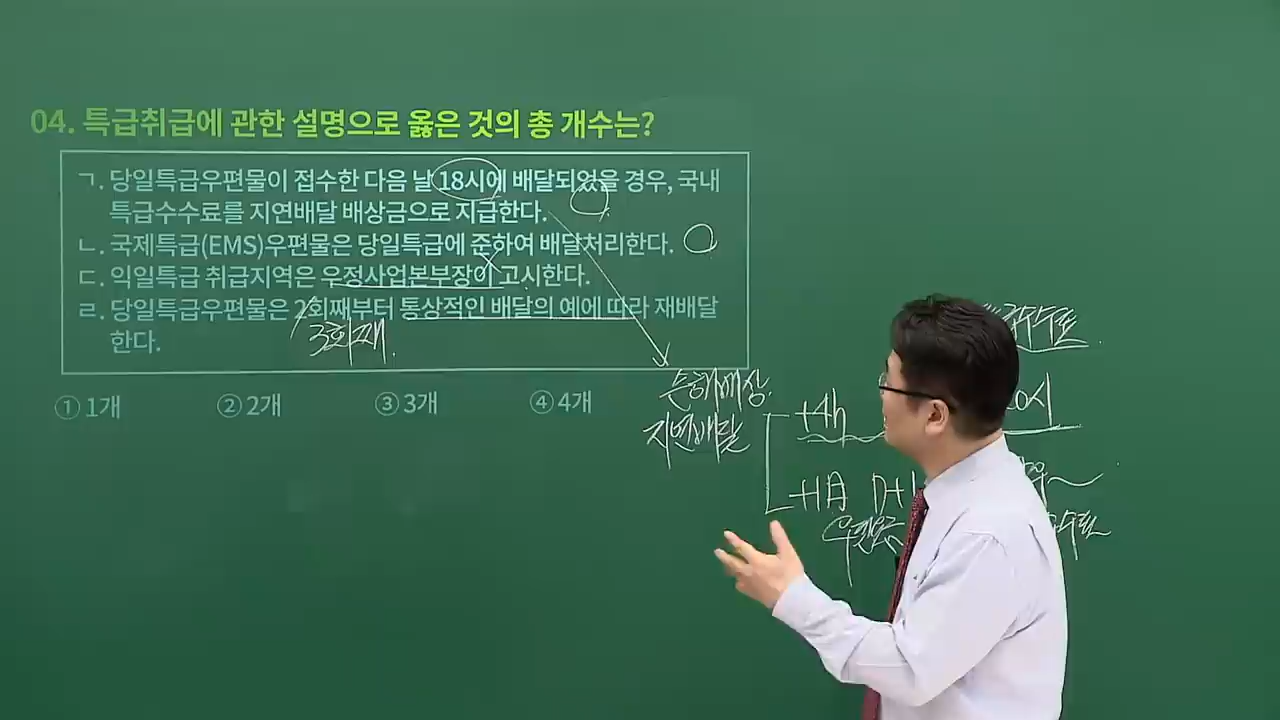 04. 특급취급에 관한 설명으로 옳은 것의 총 개수는?
ㄱ. 당일특급우편물이 접수한 다음 날 18시에 배달되었을 경우, 국내
특급수수료를 지연배달 배상금으로 지급한다.
ㄴ. 국제특급(EMS)우편물은 당일특급에 준하여 배달처리한다.
ㄷ. 익일특급 취급지역은 우정사업본부장이 고시한다.
ㄹ. 당일특급우편물은 2회째부터 통상적인 배달의 예에 따라 재배달
3회째.
한다.
① 1개 ② 2개 ③ 3개 ④ 4개
손해배상
지연배달
+4h
+1日 D+1